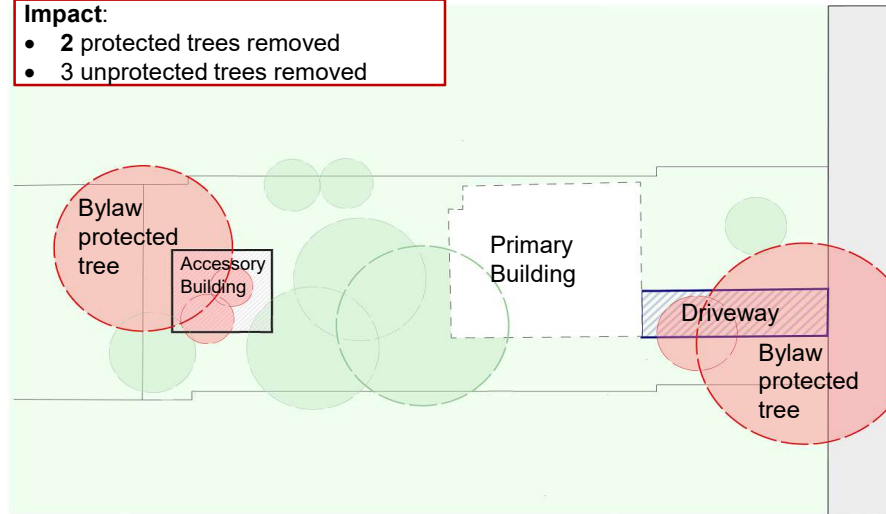 Impact:
• 2 protected trees removed
• 3 unprotected trees removed
Bylaw
protected
tree
Accessory
Building
Primary
Building
Driveway
Bylaw
protected
tree